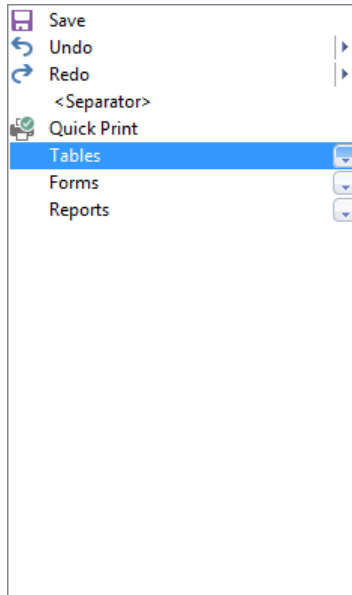 Save
Undo
Redo
<Separator>
Quick Print
Tables
Forms
Reports